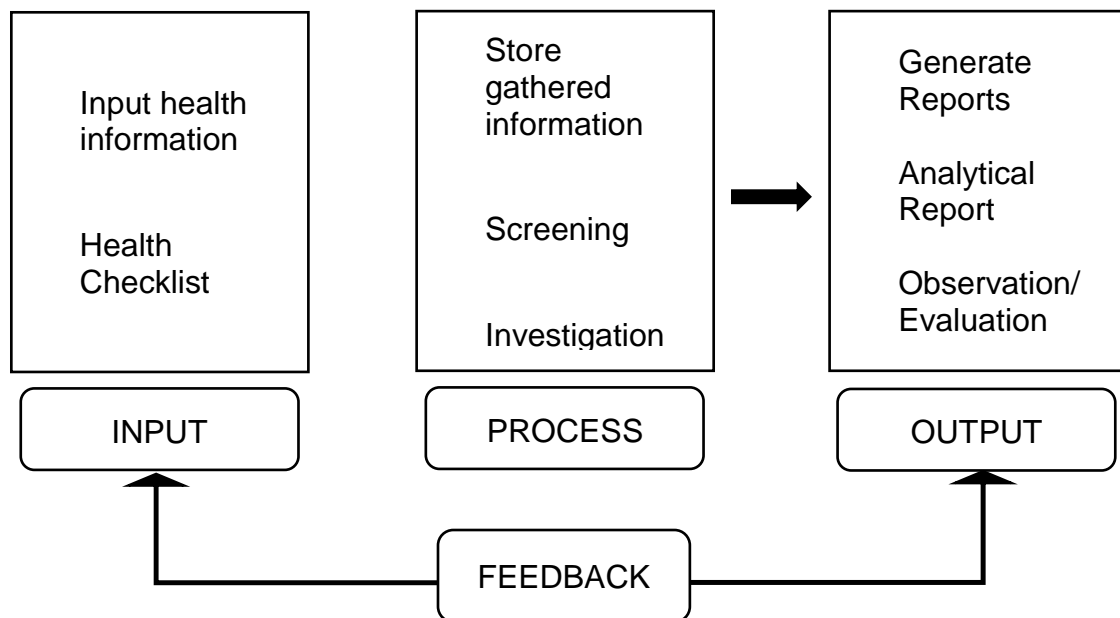 Input health
information
Health
Checklist
INPUT
Store
gathered
information
Screening
Investigation
PROCESS
Generate
Reports
Analytical
Report
Observation/
Evaluation
OUTPUT
FEEDBACK